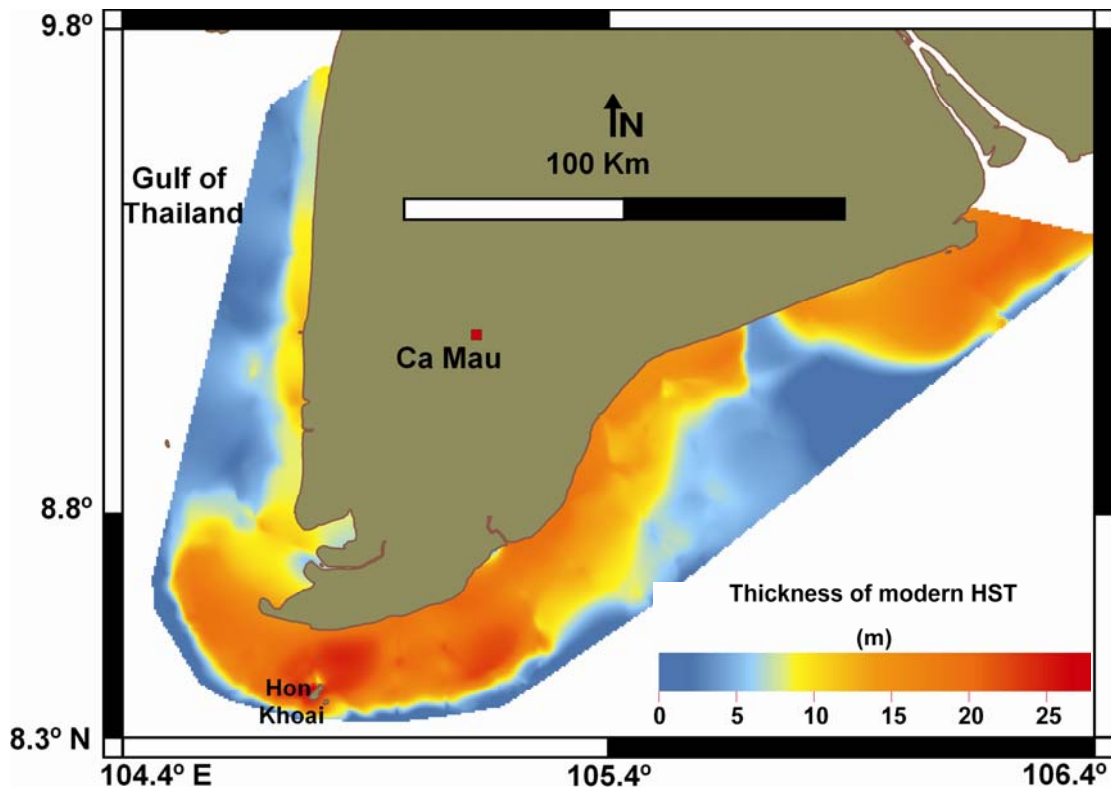 9.8º
N
100 Km
Gulf of
Thailand
Ca Mau
8.8º
Thickness of modern HST
(m)
0 5 10 15 20 25
Hon
Khoai
8.3º N
104.4º E 105.4º 106.4º